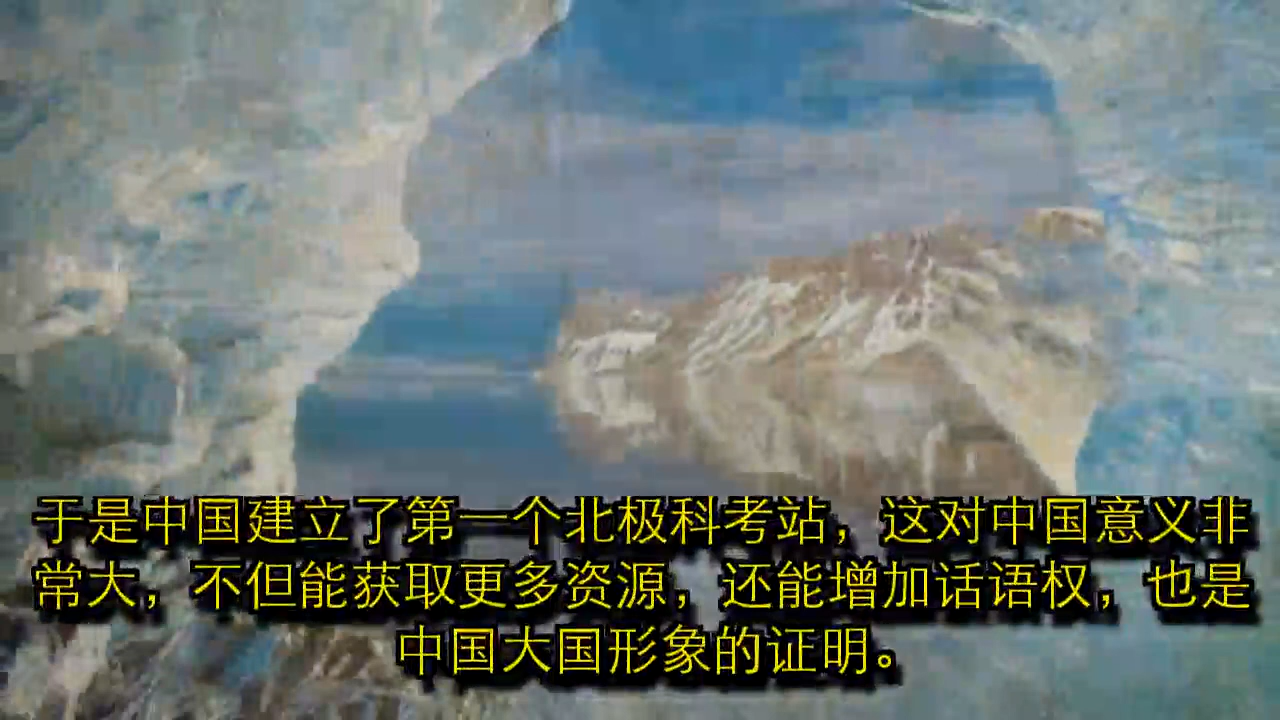 于是中国建立了第一个北极科考站，这对中国意义非
常大，不但能获取更多资源，还能增加话语权，也是
中国大国形象的证明。